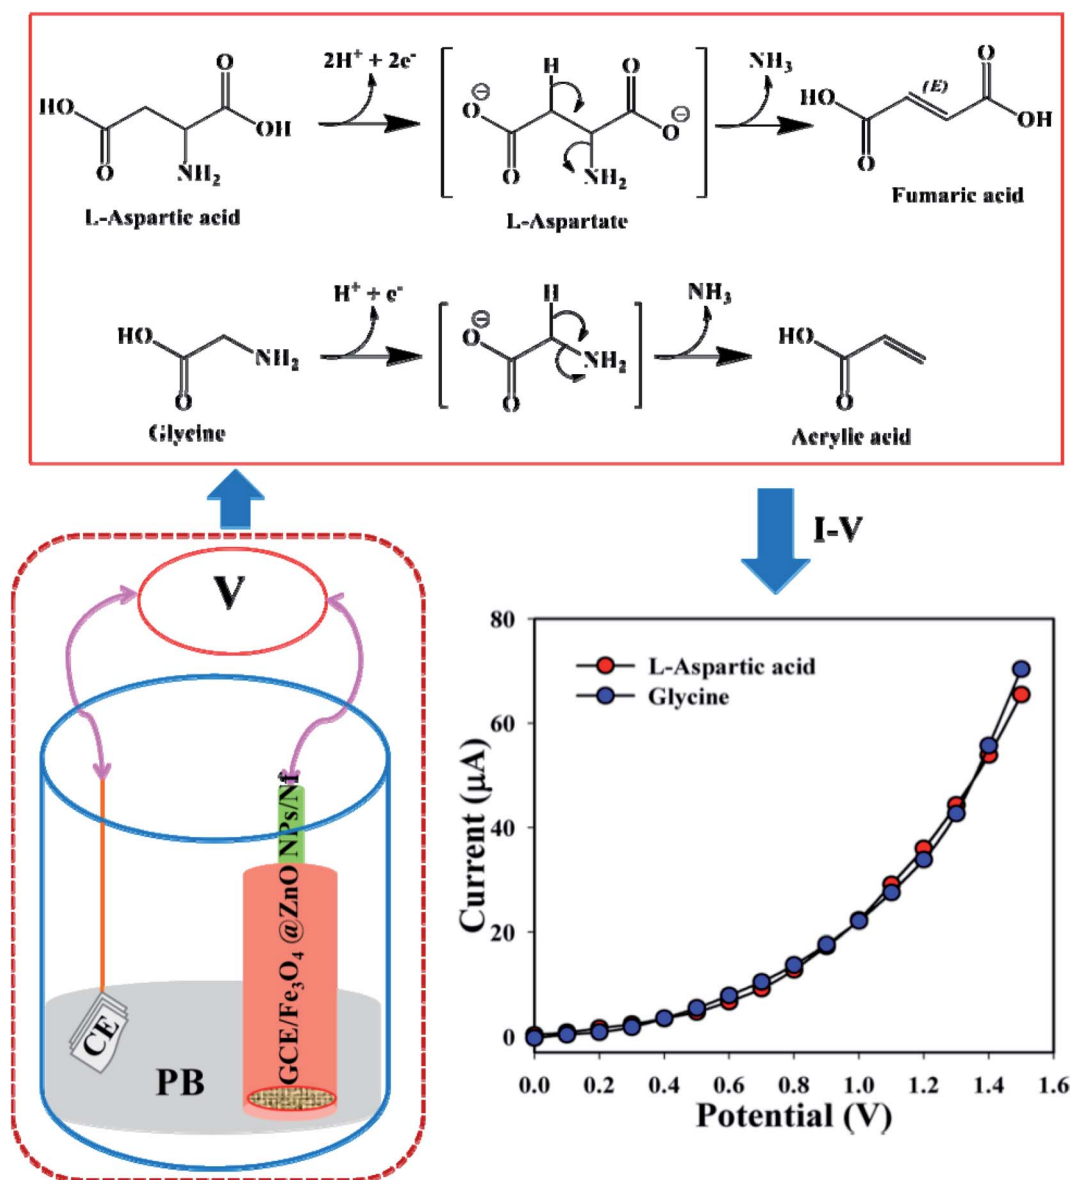 2H⁺ + 2e⁻
NH₃
O
HO
OH
O
NH₂
⊖
O
H
O
⊖
O
O
NH₂
(E)
O
HO
O
OH
L-Aspartic acid
L-Aspartate
Fumaric acid
H⁺ + e⁻
NH₃
HO
O
NH₂
⊖
O
H
O
NH₂
HO
O
Glycine
Acrylic acid
V
CE
PB
GCE/Fe₃O₄ @ZnO NPs/Nf
I-V
L-Aspartic acid
Glycine
Current (µA)
80
60
40
20
0
0.0 0.2 0.4 0.6 0.8 1.0 1.2 1.4 1.6
Potential (V)